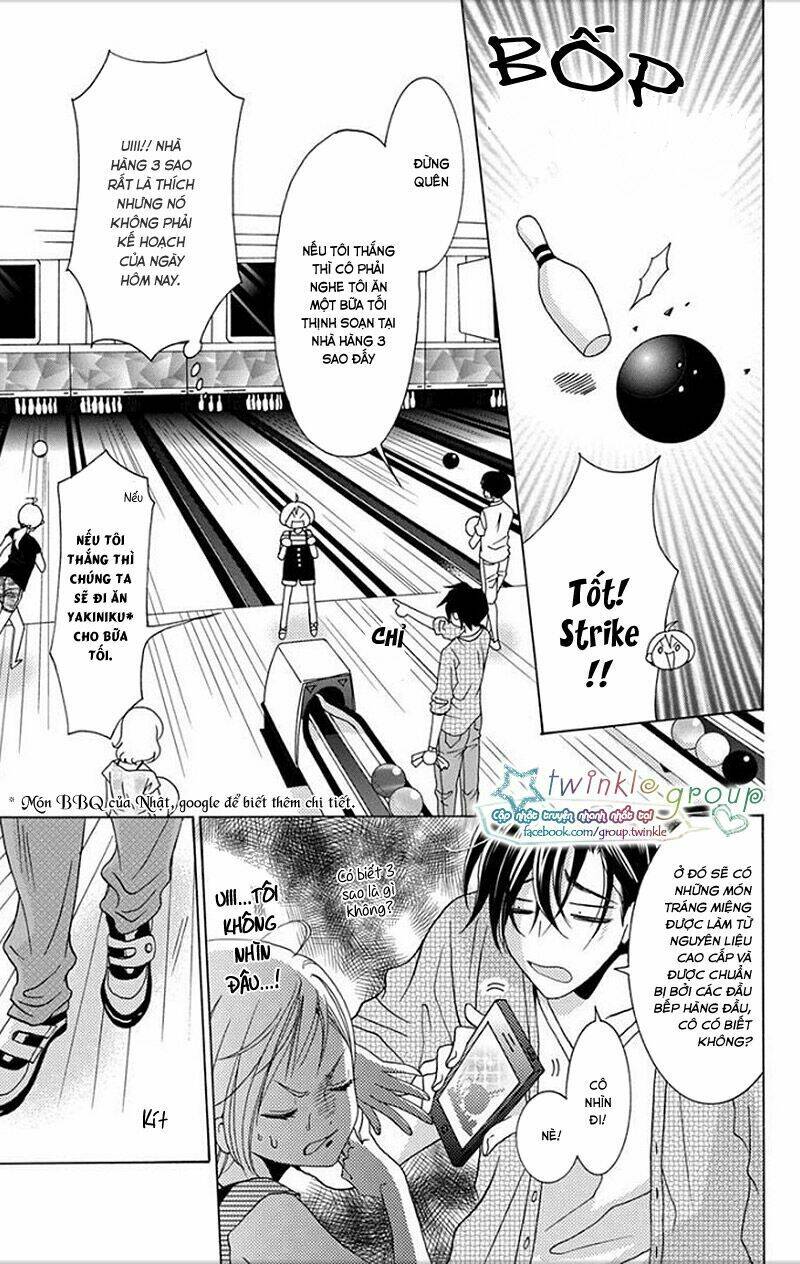 BỐP
Tốt!
Strike
!!
ĐỪNG
QUÊN
NẾU TÔI THẮNG
THÌ CÔ PHẢI
NGHE TÔI ĂN
MỘT BỮA TỐI
THỊNH SOẠN TẠI
NHÀ HÀNG 3
SAO ĐẤY
UIII!! NHÀ
HÀNG 3 SAO
RẤT LÀ THÍCH
NHƯNG NÓ
KHÔNG PHẢI
KẾ HOẠCH
CỦA NGÀY
HÔM NAY.
CHỈ
Nếu
NẾU TÔI
THẮNG THÌ
CHÚNG TA
SẼ ĐI ĂN
YAKINIKU*
CHO BỮA
TỐI.
* Món BBQ của Nhật, google để biết thêm chi tiết.
twinkle group
Cập nhật truyện nhanh nhất tại
facebook.com/group.twinkle
Ở ĐÓ SẼ CÓ
NHỮNG MÓN
TRÁNG MIỆNG
ĐƯỢC LÀM TỪ
NGUYÊN LIỆU
CAO CẤP VÀ
ĐƯỢC CHUẨN
BỊ BỞI CÁC ĐẦU
BẾP HÀNG ĐẦU,
CÔ CÓ BIẾT
KHÔNG?
CÔ
NHÌN
ĐI!
NÈ!
Có biết 3
sao là gì
không?
UIII...TÔI
KHÔNG
NHÌN
ĐÂU...!
Kít